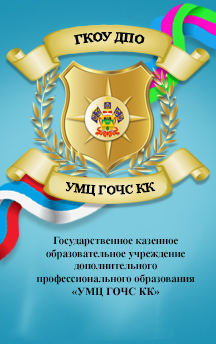 ГКОУ ДПО
УМЦ ГОЧС КК
Государственное казенное
образовательное учреждение
дополнительного
профессионального образования
«УМЦ ГОЧС КК»